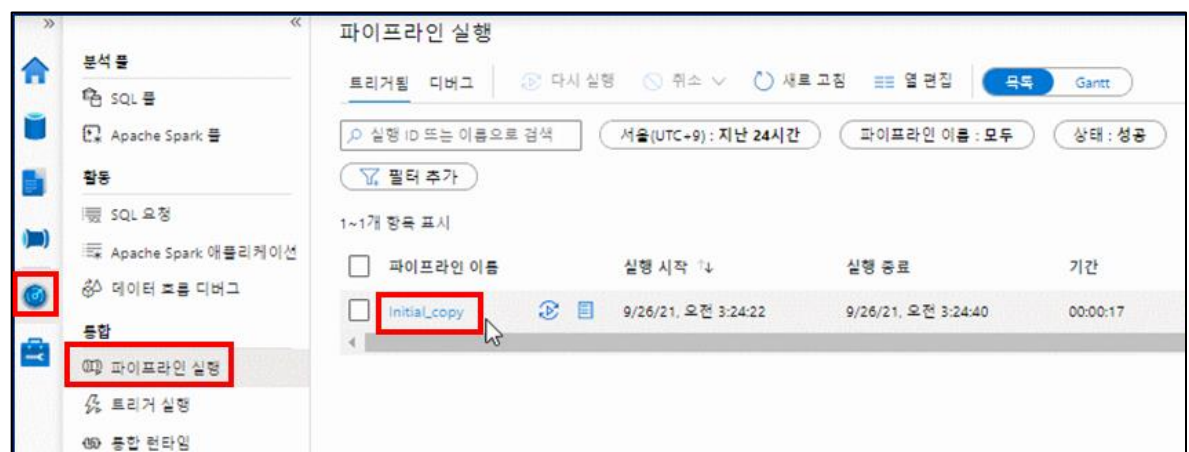 파이프라인 실행
분석 풀
SQL 풀
Apache Spark 풀
활동
SQL 요청
Apache Spark 애플리케이션
데이터 흐름 디버그
통합
파이프라인 실행
트리거 실행
통합 런타임
트리거됨 디버그 다시 실행 취소 새로 고침 열 편집 목록 Gantt
실행 ID 또는 이름으로 검색 서울(UTC+9) : 지난 24시간 파이프라인 이름 : 모두 상태 : 성공
필터 추가
1~1개 항목 표시
파이프라인 이름 실행 시작 실행 종료 기간
Initial_copy 9/26/21, 오전 3:24:22 9/26/21, 오전 3:24:40 00:00:17